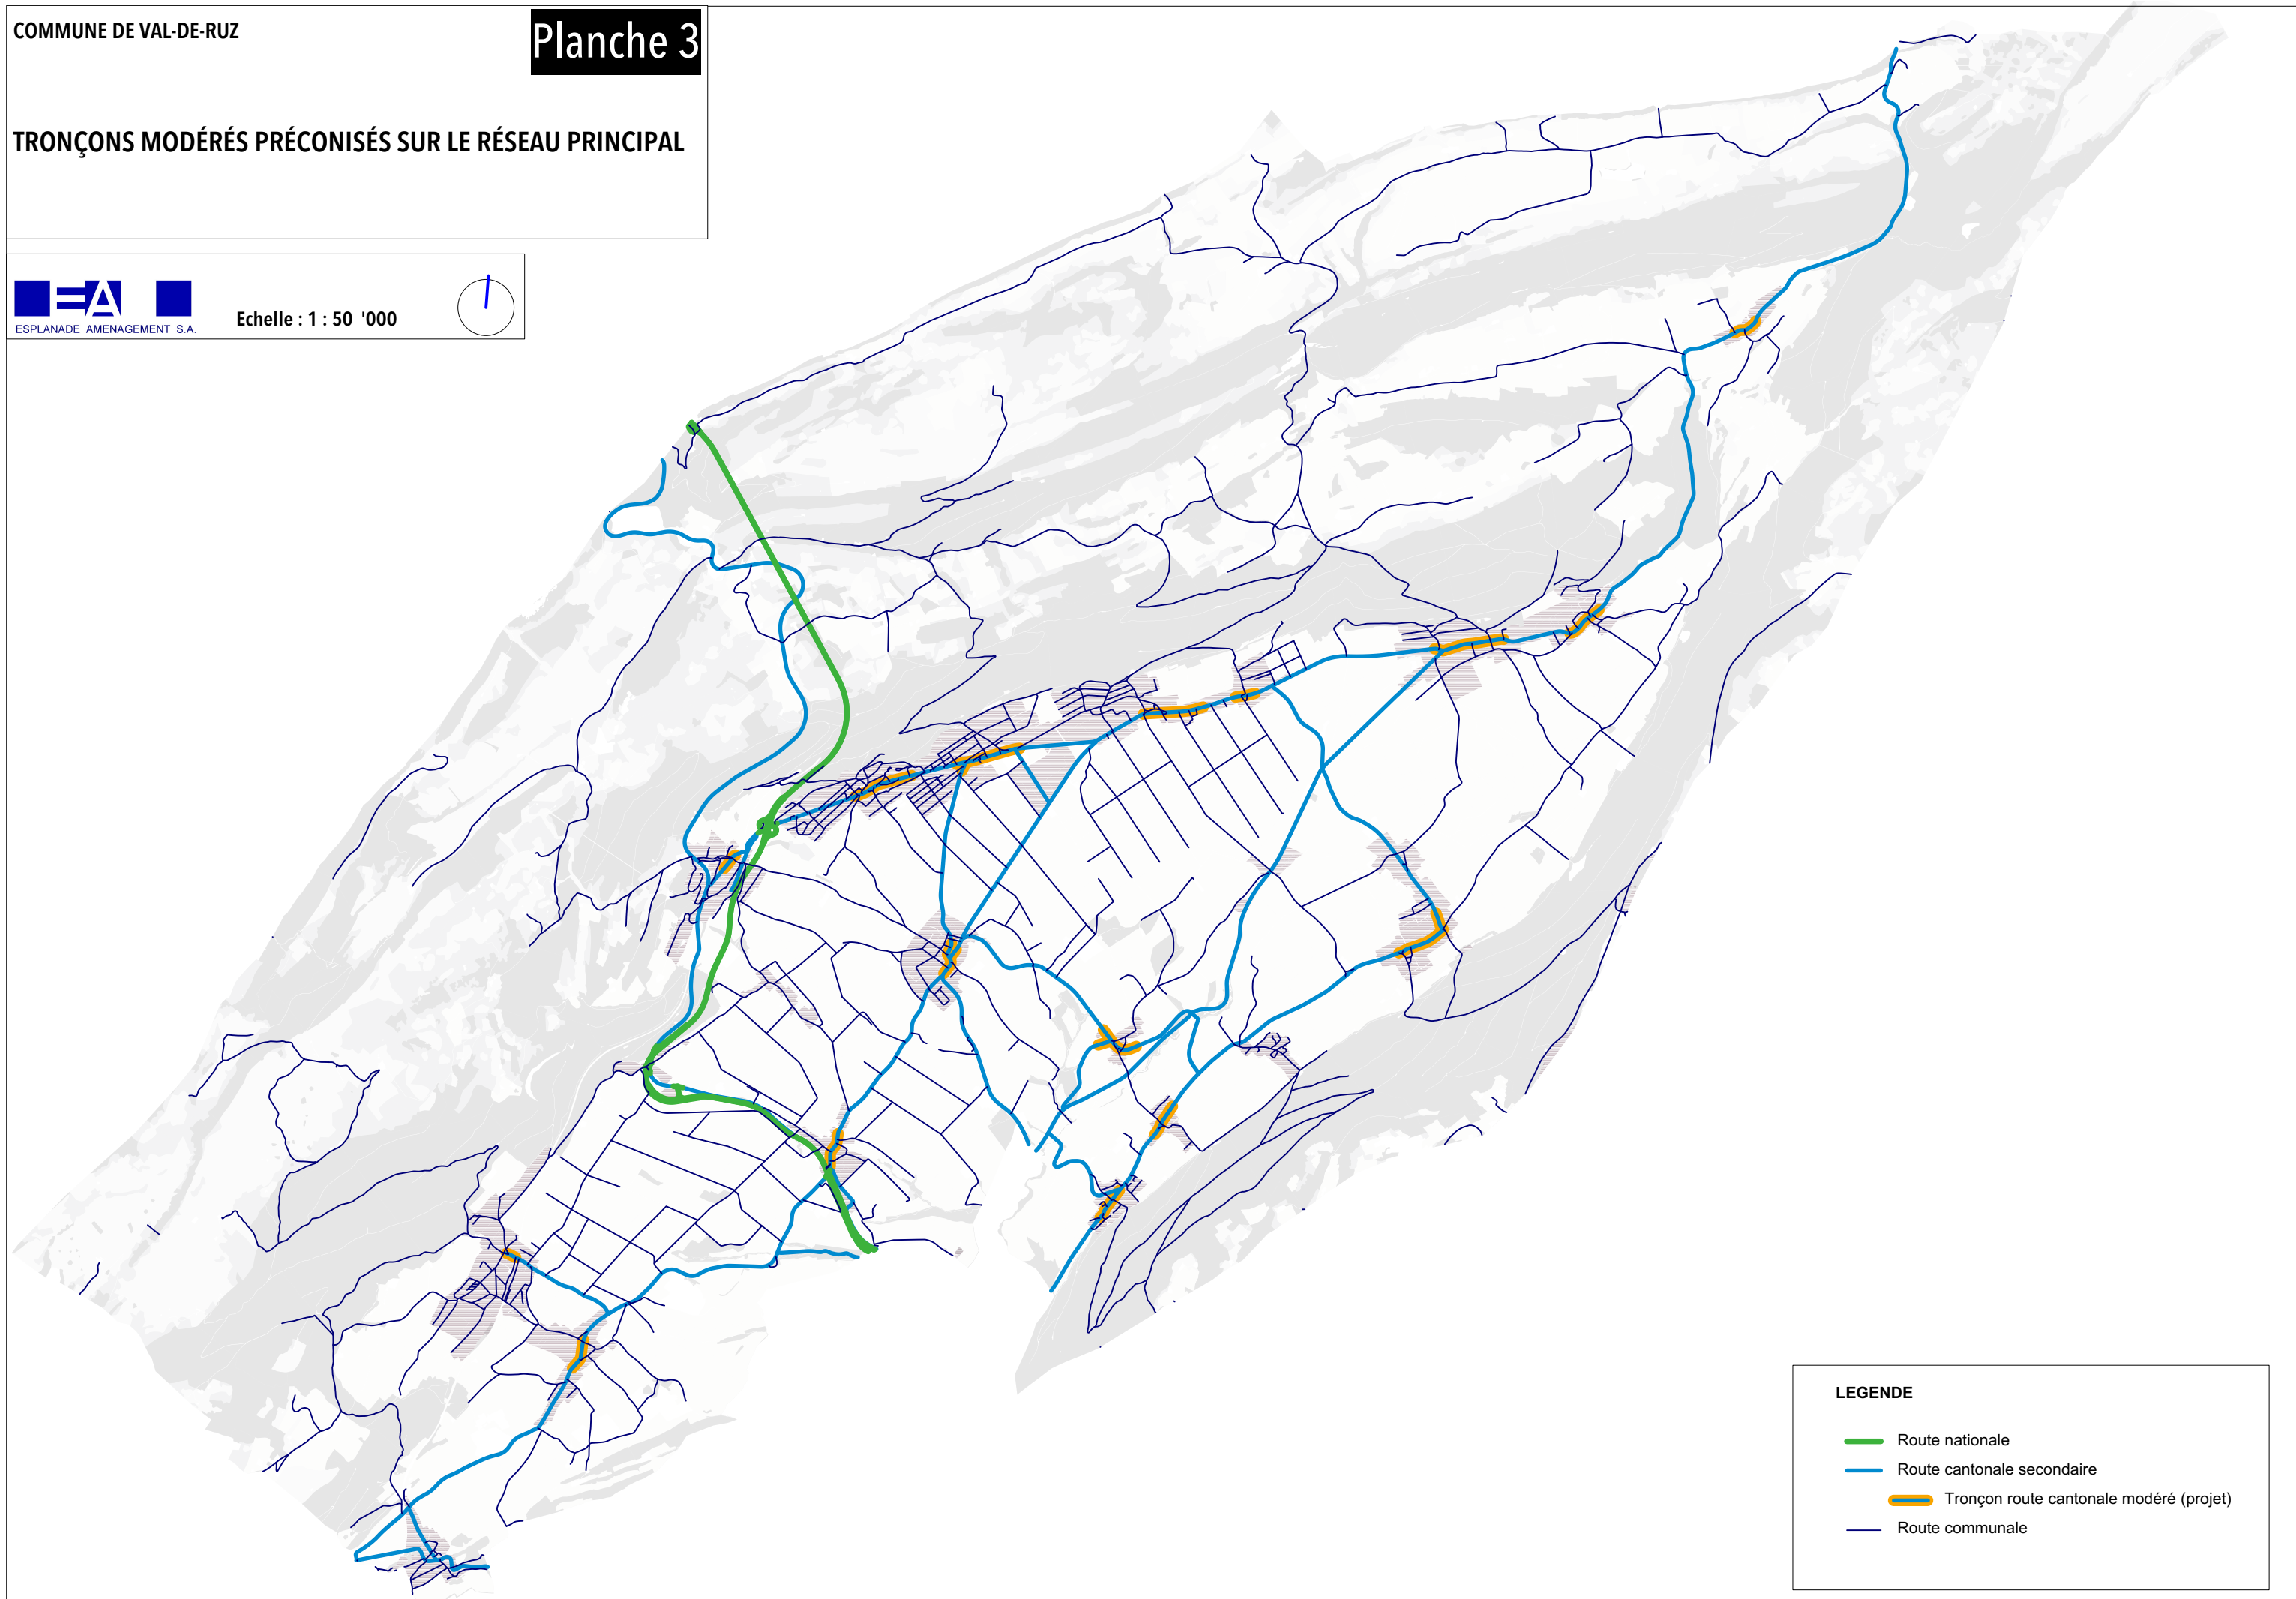 COMMUNE DE VAL-DE-RUZ
Planche 3
TRONÇONS MODÉRÉS PRÉCONISÉS SUR LE RÉSEAU PRINCIPAL
EA
ESPLANADE AMENAGEMENT S.A.
Echelle : 1 : 50 '000
LEGENDE
Route nationale
Route cantonale secondaire
Tronçon route cantonale modéré (projet)
Route communale